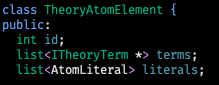 class TheoryAtomElement {
public:
  int id;
  list<ITheoryTerm *> terms;
  list<AtomLiteral> literals;